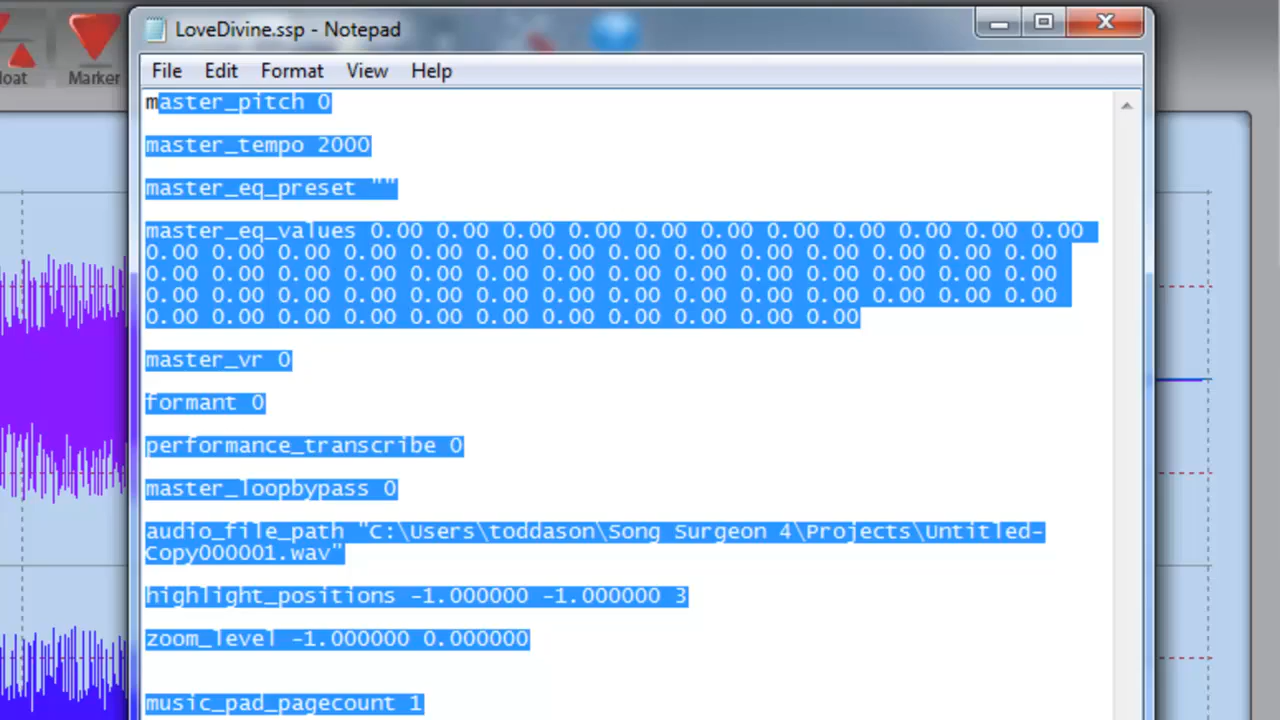 LoveDivine.ssp - Notepad
Marker
File Edit Format View Help
master_pitch 0
master_tempo 2000
master_eq_preset ""
master_eq_values 0.00 0.00 0.00 0.00 0.00 0.00 0.00 0.00 0.00 0.00 0.00
0.00 0.00 0.00 0.00 0.00 0.00 0.00 0.00 0.00 0.00 0.00 0.00 0.00 0.00
0.00 0.00 0.00 0.00 0.00 0.00 0.00 0.00 0.00 0.00 0.00 0.00 0.00 0.00
0.00 0.00 0.00 0.00 0.00 0.00 0.00 0.00 0.00 0.00 0.00 0.00 0.00 0.00
0.00 0.00 0.00 0.00 0.00 0.00 0.00 0.00 0.00 0.00 0.00
master_vr 0
formant 0
performance_transcribe 0
master_loopbypass 0
audio_file_path "C:\Users\toddason\Song Surgeon 4\Projects\Untitled-
Copy000001.wav"
highlight_positions -1.000000 -1.000000 3
zoom_level -1.000000 0.000000
music_pad_pagecount 1